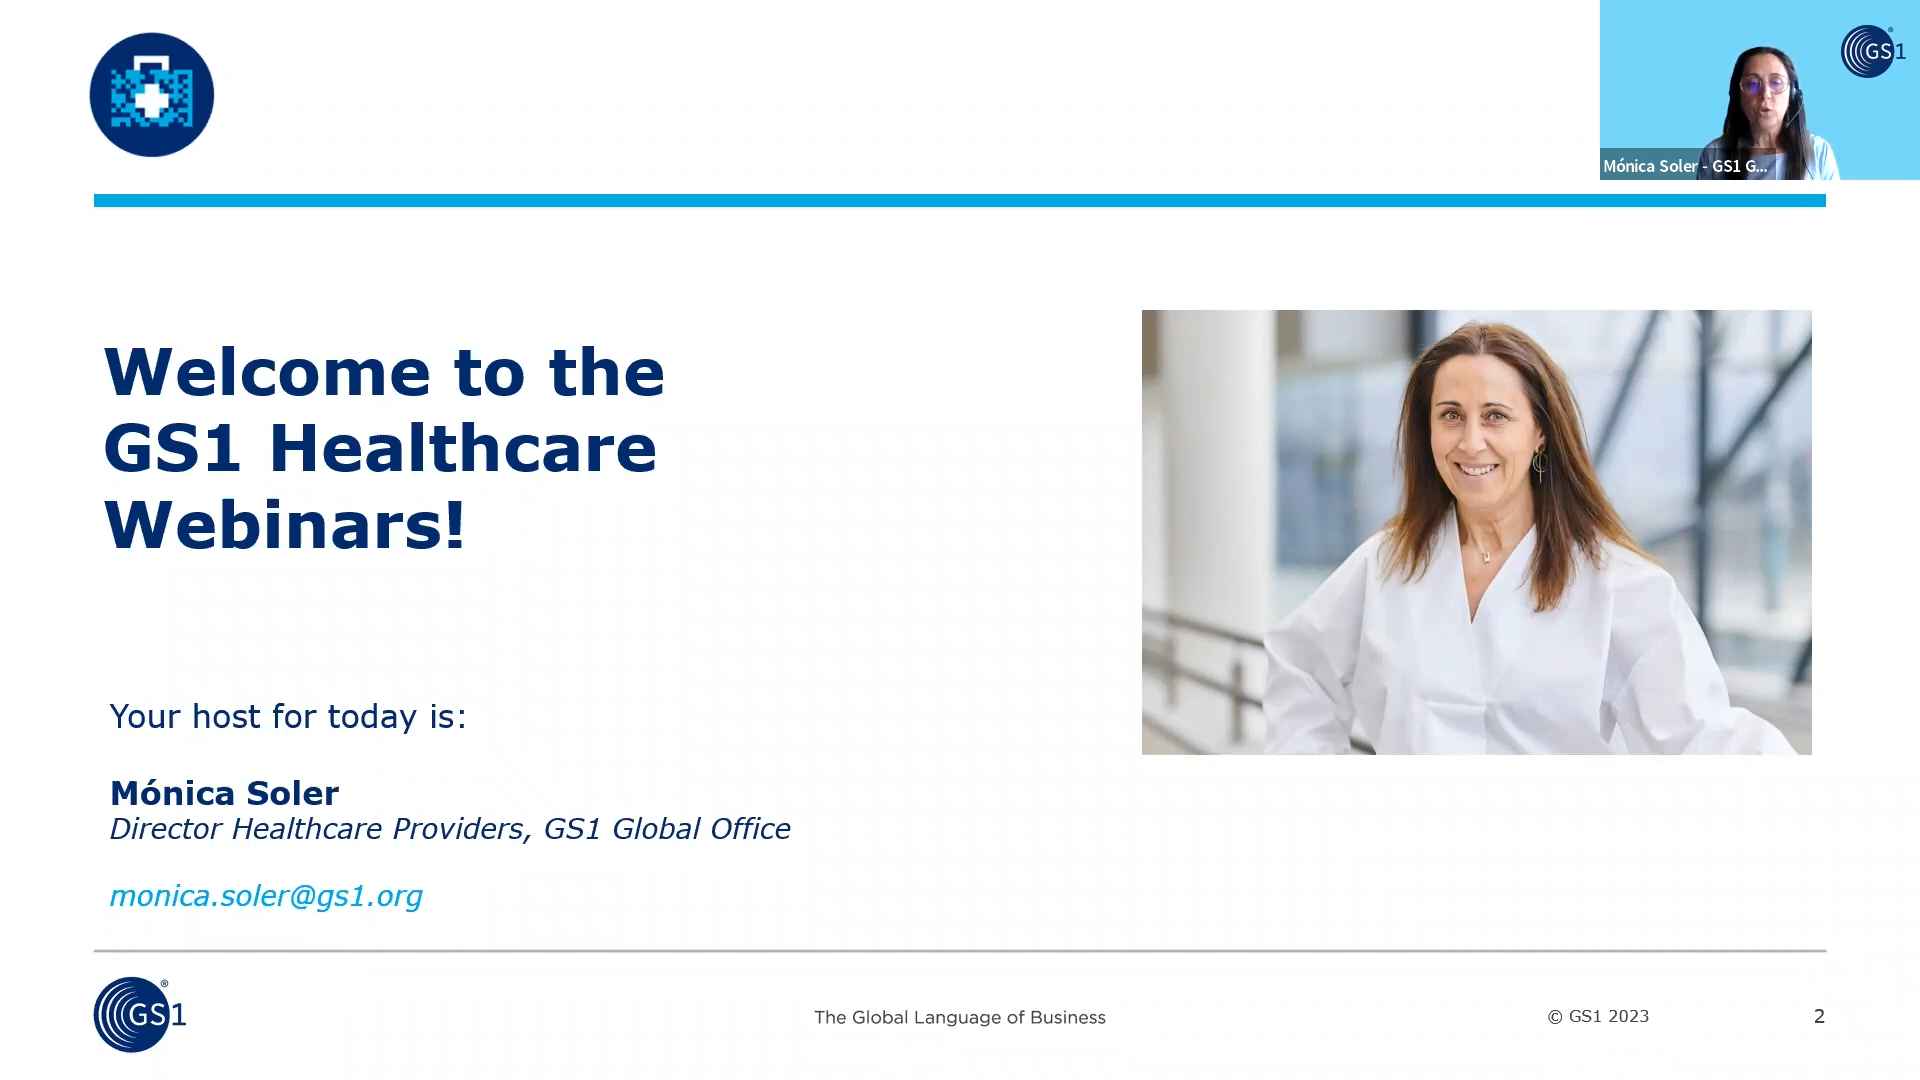 GS1
Mónica Soler - GS1 G...
Welcome to the
GS1 Healthcare
Webinars!
Your host for today is:
Mónica Soler
Director Healthcare Providers, GS1 Global Office
monica.soler@gs1.org
GS1®
The Global Language of Business
© GS1 2023
2